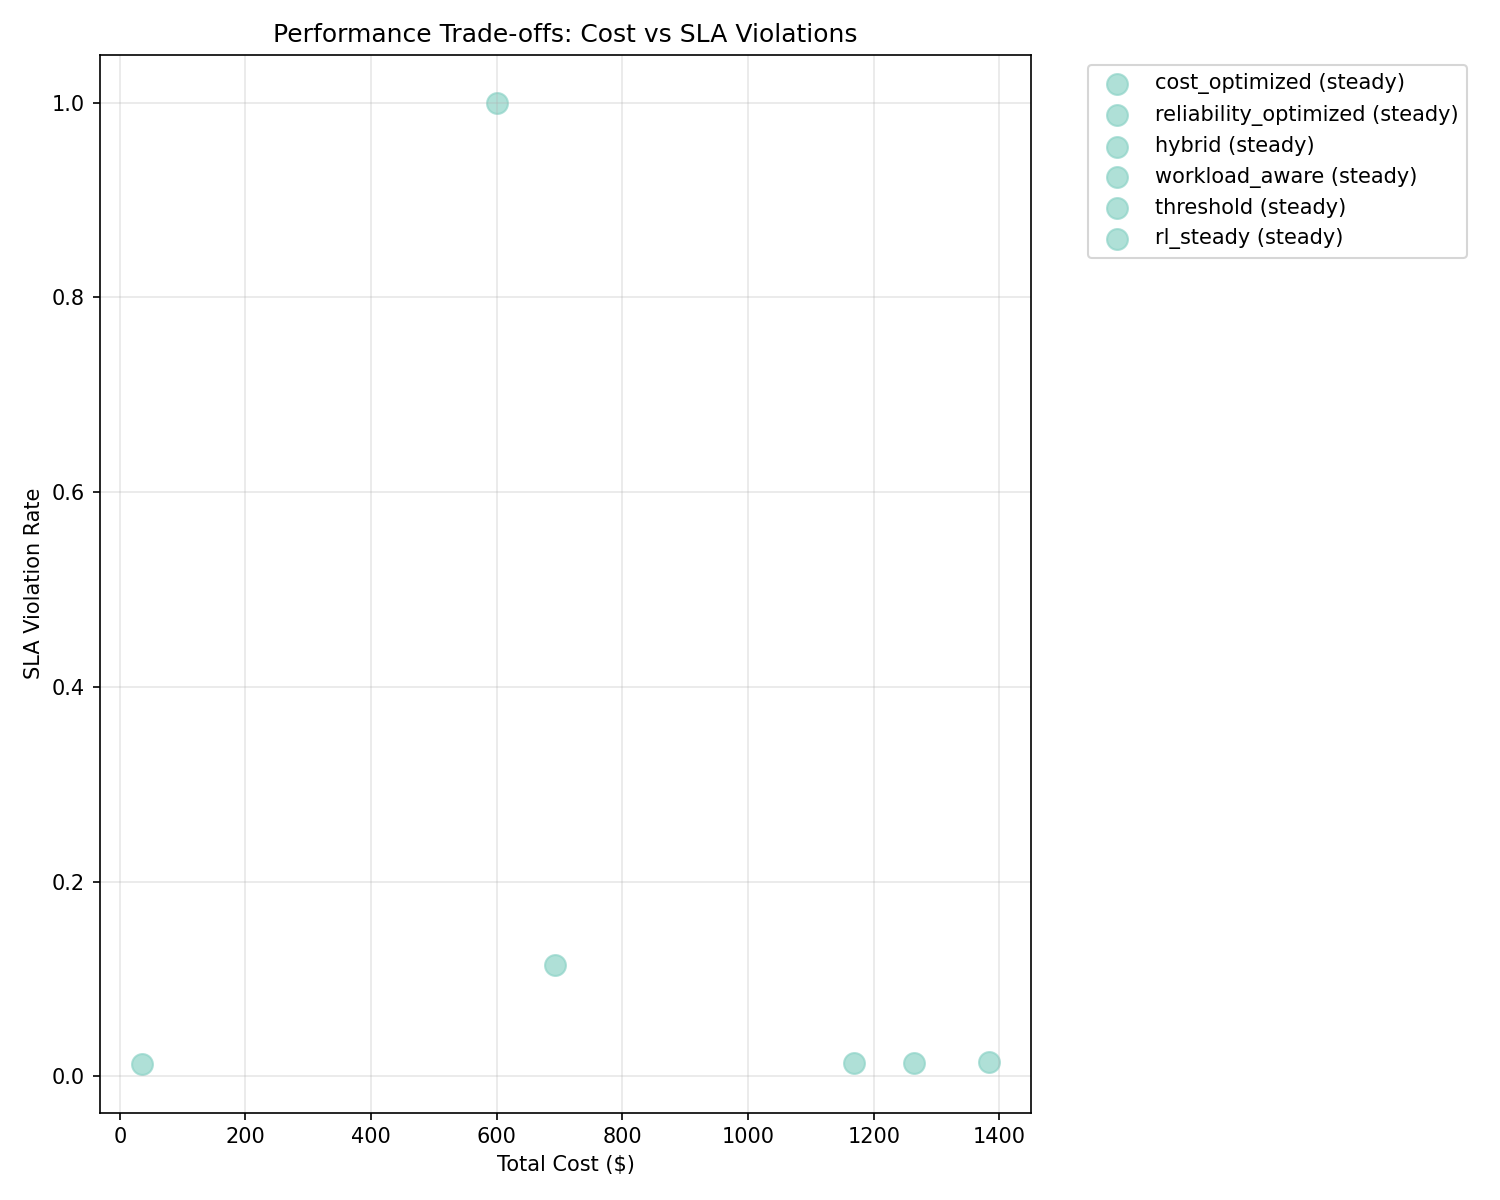 Performance Trade-offs: Cost vs SLA Violations
SLA Violation Rate
1.0
0.8
0.6
0.4
0.2
0.0
0 200 400 600 800 1000 1200 1400
Total Cost ($)
cost_optimized (steady)
reliability_optimized (steady)
hybrid (steady)
workload_aware (steady)
threshold (steady)
rl_steady (steady)